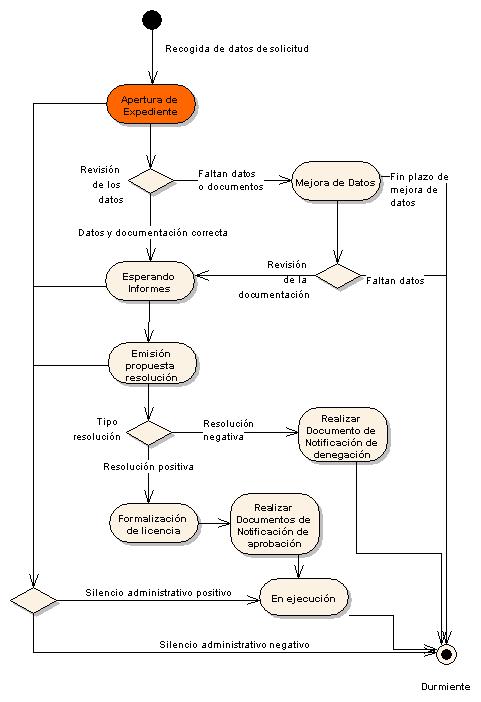 Recogida de datos de solicitud
Apertura de
Expediente
Revisión
de los
datos
Faltan datos
o documentos
Mejora de Datos
Fin plazo de
mejora de
datos
Datos y documentación correcta
Esperando
Informes
Revisión
de la
documentación
Faltan datos
Emisión
propuesta
resolución
Tipo
resolución
Resolución
negativa
Realizar
Documento de
Notificación de
denegación
Resolución positiva
Formalización
de licencia
Realizar
Documentos de
Notificación de
aprobación
Silencio administrativo positivo
En ejecución
Silencio administrativo negativo
Durmiente